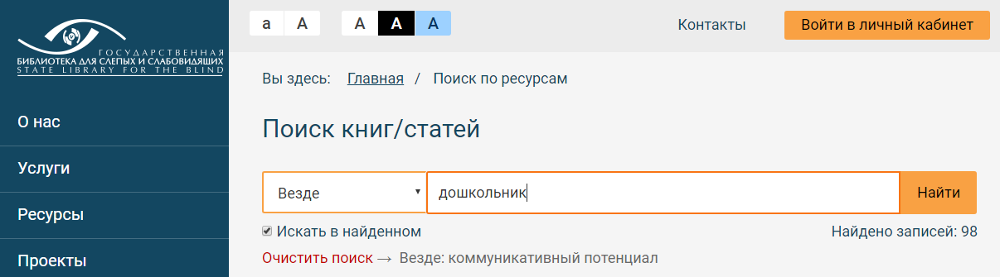 ГОСУДАРСТВЕННАЯ
БИБЛИОТЕКА ДЛЯ СЛЕПЫХ И СЛАБОВИДЯЩИХ
STATE LIBRARY FOR THE BLIND
О нас
Услуги
Ресурсы
Проекты
а А А А А
Контакты
Войти в личный кабинет
Вы здесь: Главная / Поиск по ресурсам
Поиск книг/статей
Везде дошкольник Найти
Искать в найденном Найдено записей: 98
Очистить поиск → Везде: коммуникативный потенциал